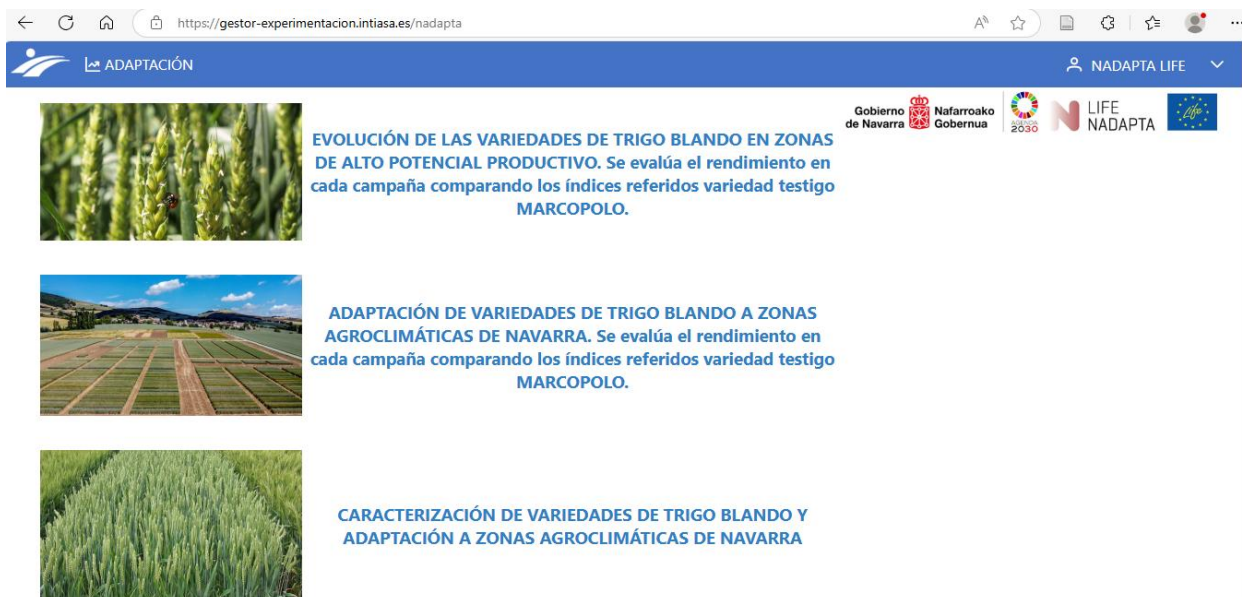 https://gestor-experimentacion.intiasa.es/nadapta
ADAPTACIÓN
NADAPTA LIFE
Gobierno de Navarra
Nafarroako Gobernua
AGENDA 2030
LIFE NADAPTA
Life
EVOLUCIÓN DE LAS VARIEDADES DE TRIGO BLANDO EN ZONAS
DE ALTO POTENCIAL PRODUCTIVO. Se evalúa el rendimiento en
cada campaña comparando los índices referidos variedad testigo
MARCOPOLO.
ADAPTACIÓN DE VARIEDADES DE TRIGO BLANDO A ZONAS
AGROCLIMÁTICAS DE NAVARRA. Se evalúa el rendimiento en
cada campaña comparando los índices referidos variedad testigo
MARCOPOLO.
CARACTERIZACIÓN DE VARIEDADES DE TRIGO BLANDO Y
ADAPTACIÓN A ZONAS AGROCLIMÁTICAS DE NAVARRA